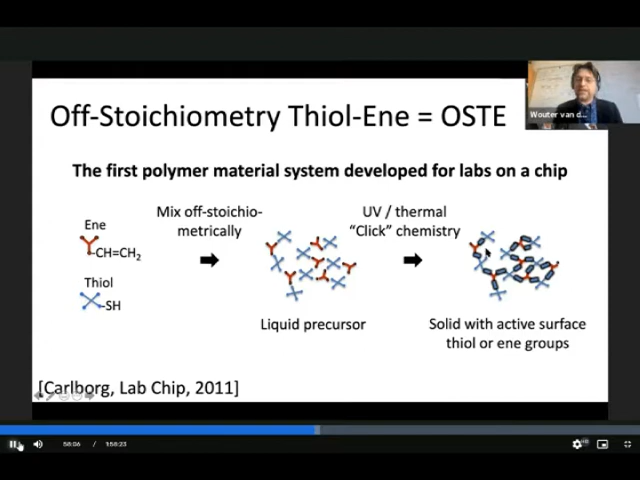 Off-Stoichiometry Thiol-Ene = OSTE
Wouter van d...
The first polymer material system developed for labs on a chip
Ene
-CH=CH₂
Thiol
-SH
Mix off-stoichio-
metrically
Liquid precursor
UV / thermal
“Click” chemistry
Solid with active surface
thiol or ene groups
[Carlborg, Lab Chip, 2011]
58:06 / 1:58:23